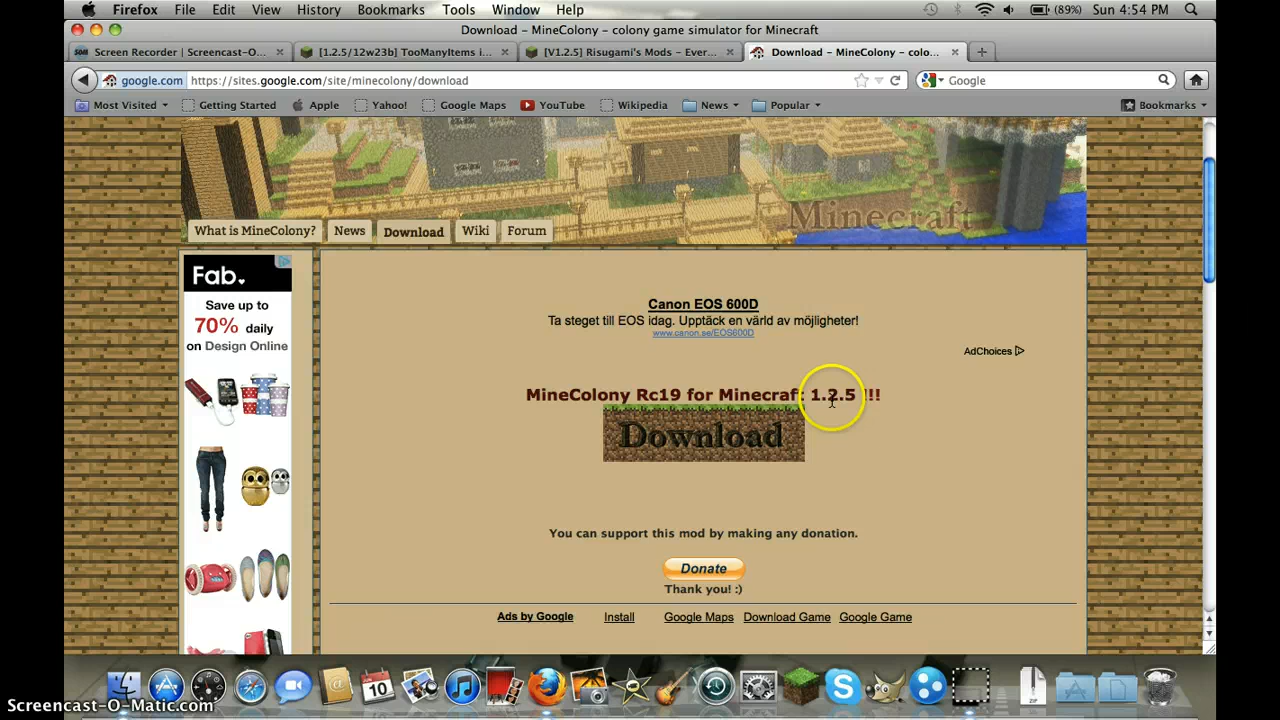 Firefox File Edit View History Bookmarks Tools Window Help (89%) Sun 4:54 PM
Download - MineColony - colony game simulator for Minecraft
Screen Recorder | Screencast-O... [1.2.5/12w23b] TooManyItems i... [V1.2.5] Risugami's Mods - Ever... Download - MineColony - colo...
google.com https://sites.google.com/site/minecolony/download Google
Most Visited Getting Started Apple Yahoo! Google Maps YouTube Wikipedia News Popular Bookmarks
Minecraft
What is MineColony? News Download Wiki Forum
Fab.
Save up to
70% daily
on Design Online
Canon EOS 600D
Ta steget till EOS idag. Upptäck en värld av möjligheter!
www.canon.se/EOS600D
AdChoices
MineColony Rc19 for Minecraft 1.2.5 !!!
Download
You can support this mod by making any donation.
Donate
Thank you! :)
Ads by Google Install Google Maps Download Game Google Game
10
ZIP
Screencast-O-Matic.com